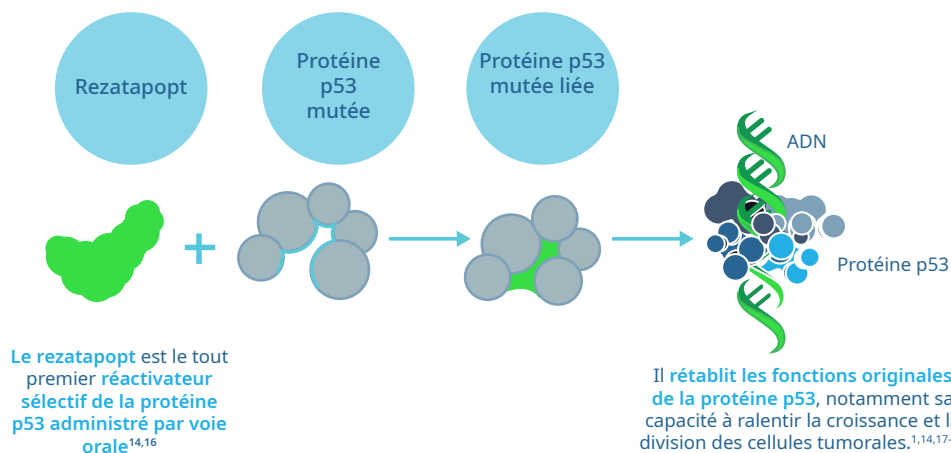 Rezatapopt
Protéine
p53
mutée
Protéine p53
mutée liée
ADN
Protéine p53
Le rezatapopt est le tout
premier réactivateur
sélectif de la protéine
p53 administré par voie
orale14,16
Il rétablit les fonctions originales
de la protéine p53, notamment sa
capacité à ralentir la croissance et
division des cellules tumorales.1,14,17-